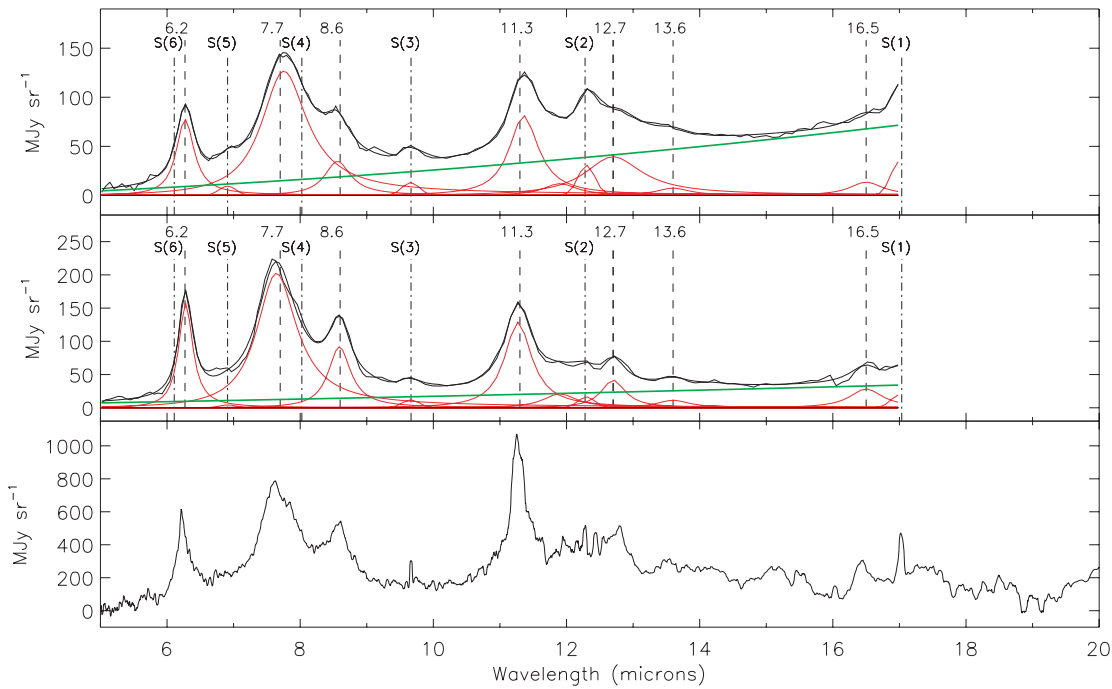 6.2 7.7 8.6 11.3 12.7 13.6 16.5
S(6) S(5) S(4) S(3) S(2) S(1)
150
100
50
0
MJy sr⁻¹
6.2 7.7 8.6 11.3 12.7 13.6 16.5
S(6) S(5) S(4) S(3) S(2) S(1)
250
200
150
100
50
0
MJy sr⁻¹
1000
800
600
400
200
0
MJy sr⁻¹
6 8 10 12 14 16 18 20
Wavelength (microns)